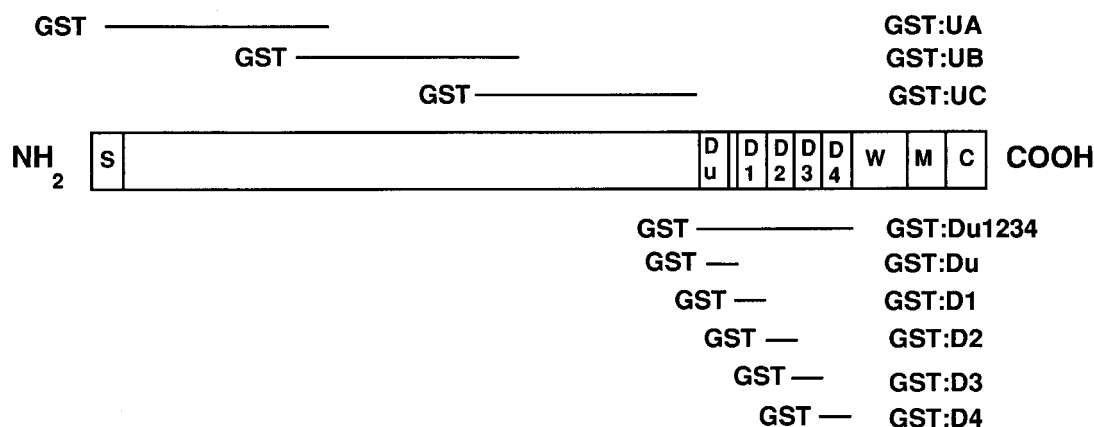 GST GST:UA
GST GST:UB
GST GST:UC
NH2 S Du D1 D2 D3 D4 W M C COOH
GST GST:Du1234
GST GST:Du
GST GST:D1
GST GST:D2
GST GST:D3
GST GST:D4